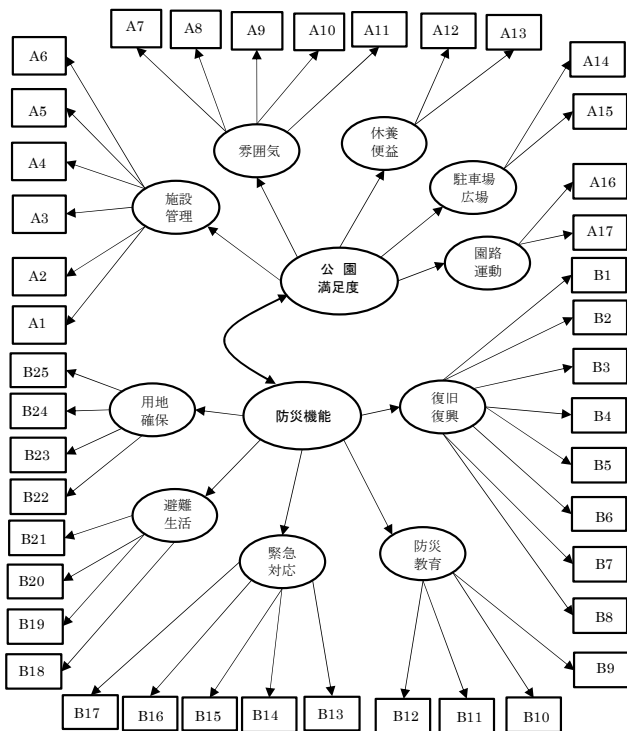 A7
A8
A9
A10
A11
A12
A13
A14
A15
A16
A17
A6
A5
A4
A3
A2
A1
雰囲気
休養
便益
駐車場
広場
施設
管理
園路
運動
公 園
満足度
B1
B2
B3
B4
B5
B6
B7
B8
B9
B25
B24
B23
B22
B21
B20
B19
B18
用地
確保
防災機能
復旧
復興
避難
生活
緊急
対応
防災
教育
B17
B16
B15
B14
B13
B12
B11
B10